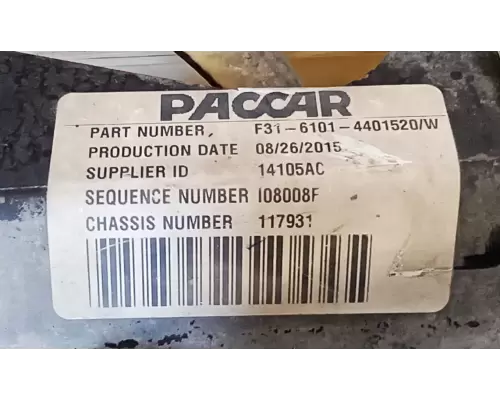 PACCAR
PART NUMBER, F31-6101-4401520/W
PRODUCTION DATE 08/26/2015
SUPPLIER ID 14105AC
SEQUENCE NUMBER I08008F
CHASSIS NUMBER 117931